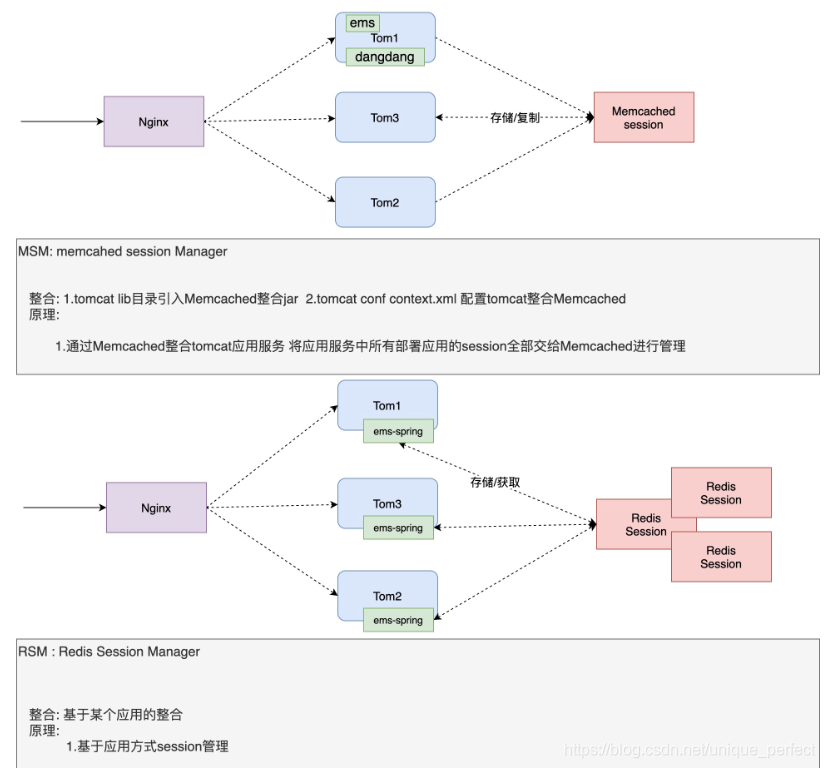 ems
Tom1
dangdang
Nginx
Tom3
存储/复制
Memcached
session
Tom2
MSM: memcahed session Manager
整合: 1.tomcat lib目录引入Memcached整合jar 2.tomcat conf context.xml 配置tomcat整合Memcached
原理:
1.通过Memcached整合tomcat应用服务 将应用服务中所有部署应用的session全部交给Memcached进行管理
Tom1
ems-spring
存储/获取
Redis
Session
Nginx
Tom3
ems-spring
Redis
Session
Redis
Session
Tom2
ems-spring
RSM : Redis Session Manager
整合: 基于某个应用的整合
原理:
1.基于应用方式session管理
https://blog.csdn.net/unique_perfect